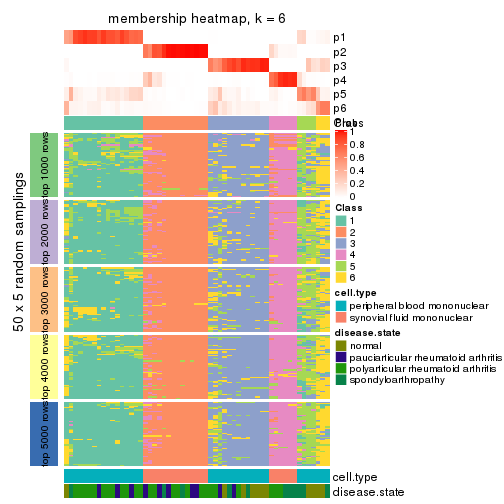 membership heatmap, k = 6
p1
p2
p3
p4
p5
p6
Prob
Class
1
0.8
0.6
0.4
0.2
0
Class
1
2
3
4
5
6
cell.type
peripheral blood mononuclear
synovial fluid mononuclear
disease.state
normal
pauciarticular rheumatoid arthritis
polyarticular rheumatoid arthritis
spondyloarthropathy
50 x 5 random samplings
top 1000 rows
top 2000 rows
top 3000 rows
top 4000 rows
top 5000 rows
cell.type
disease.state